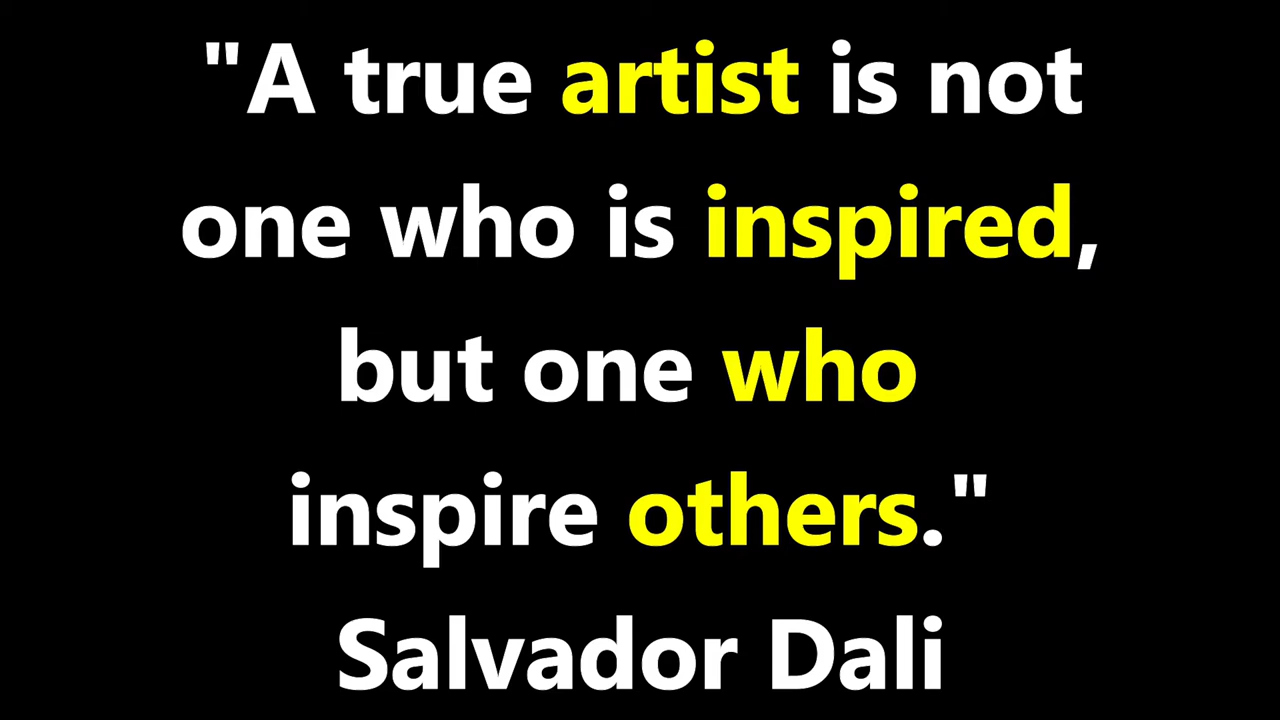 "A true artist is not
one who is inspired,
but one who
inspire others."
Salvador Dali